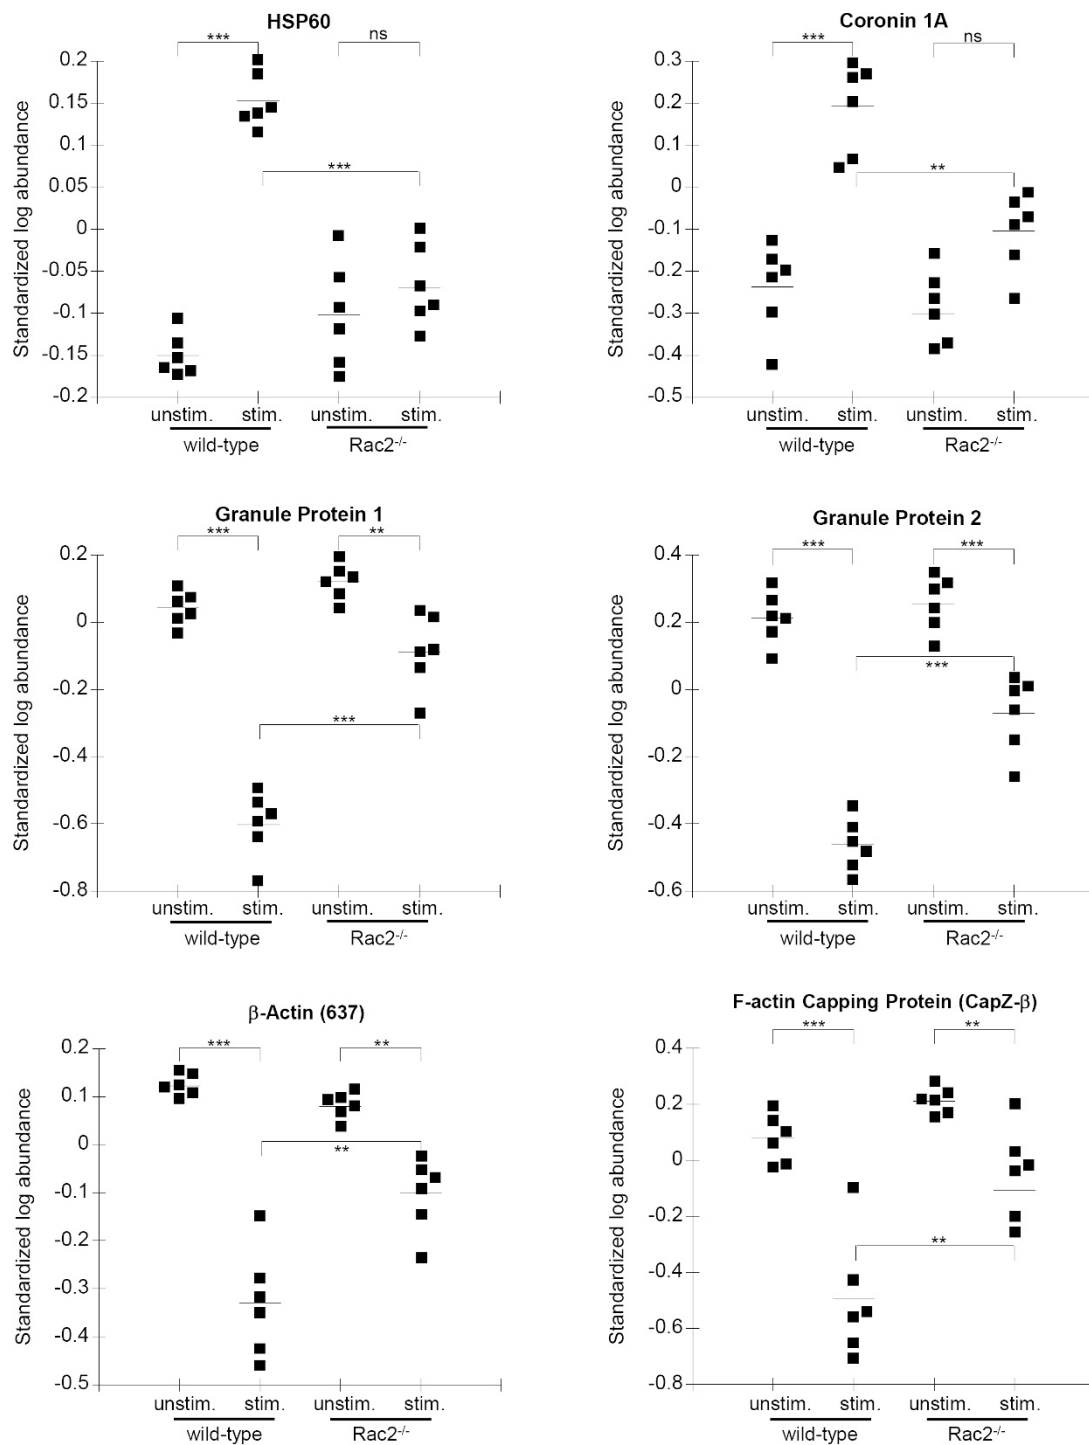 HSP60
*** ns
0.2
0.15
0.1
0.05
0
-0.05
-0.1
-0.15
-0.2
Standardized log abundance
***
unstim. stim. unstim. stim.
wild-type Rac2-/-
Coronin 1A
*** ns
0.3
0.2
0.1
0
-0.1
-0.2
-0.3
-0.4
-0.5
Standardized log abundance
**
unstim. stim. unstim. stim.
wild-type Rac2-/-
Granule Protein 1
*** **
0.2
0
-0.2
-0.4
-0.6
-0.8
Standardized log abundance
***
unstim. stim. unstim. stim.
wild-type Rac2-/-
Granule Protein 2
*** ***
0.4
0.2
0
-0.2
-0.4
-0.6
Standardized log abundance
***
unstim. stim. unstim. stim.
wild-type Rac2-/-
β-Actin (637)
*** **
0.2
0.1
0
-0.1
-0.2
-0.3
-0.4
-0.5
Standardized log abundance
**
unstim. stim. unstim. stim.
wild-type Rac2-/-
F-actin Capping Protein (CapZ-β)
*** **
0.4
0.2
0
-0.2
-0.4
-0.6
-0.8
Standardized log abundance
**
unstim. stim. unstim. stim.
wild-type Rac2-/-